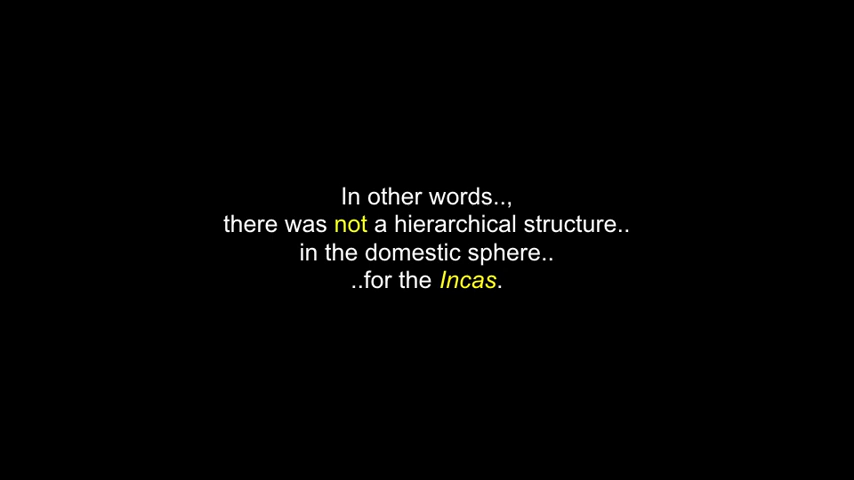 In other words..,
there was not a hierarchical structure..
in the domestic sphere..
..for the Incas.